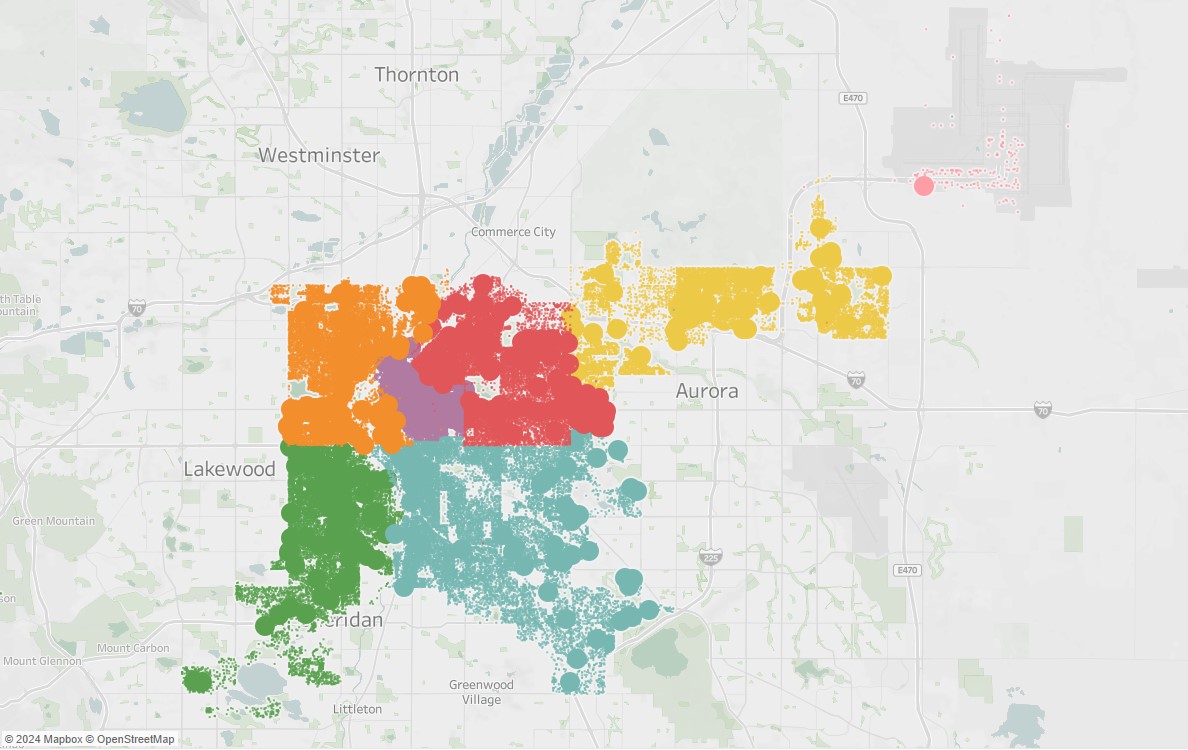 Thornton
E470
Westminster
Commerce City
th Table
ountain
70
Aurora
70
70
Lakewood
Green Mountain
225
E470
son
ridan
Mount Carbon
Mount Glennon
Greenwood
Village
Littleton
© 2024 Mapbox © OpenStreetMap